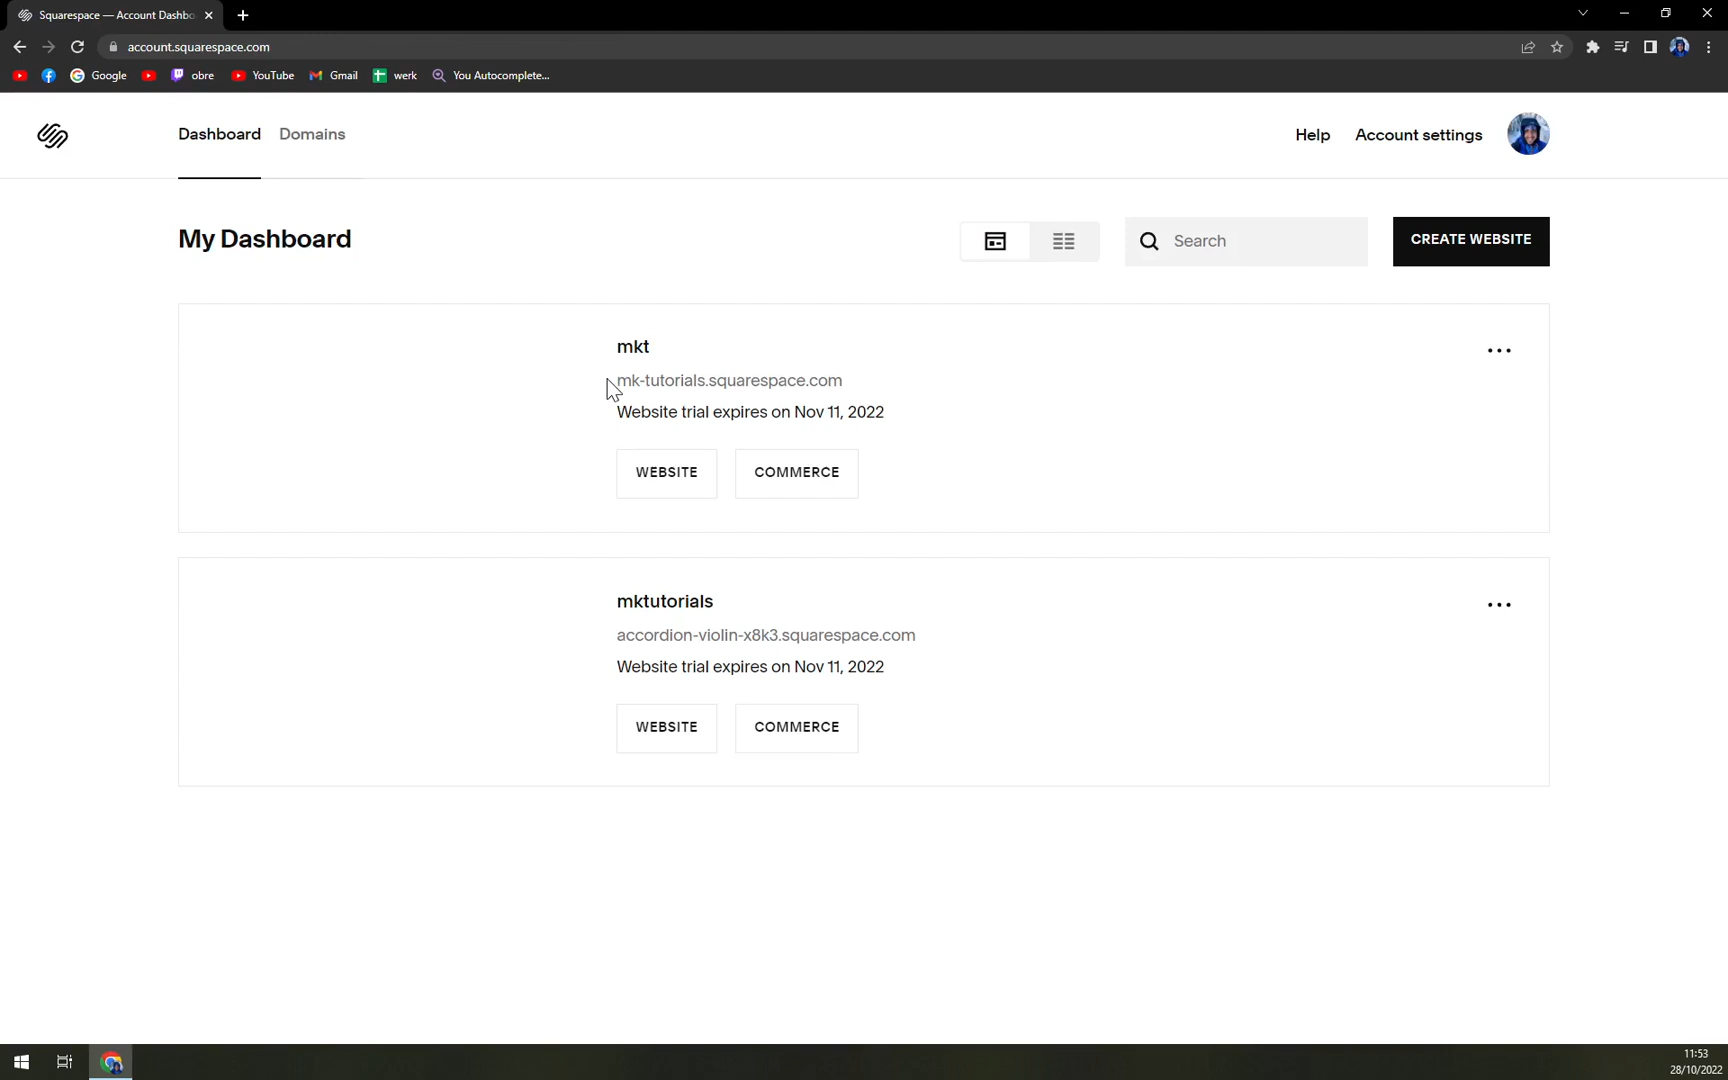 Squarespace — Account Dashbo
account.squarespace.com
Google
obre
YouTube
Gmail
werk
You Autocomplete...
Dashboard
Domains
Help
Account settings
My Dashboard
Search
CREATE WEBSITE
mkt
mk-tutorials.squarespace.com
Website trial expires on Nov 11, 2022
WEBSITE
COMMERCE
mktutorials
accordion-violin-x8k3.squarespace.com
Website trial expires on Nov 11, 2022
WEBSITE
COMMERCE
11:53
28/10/2022